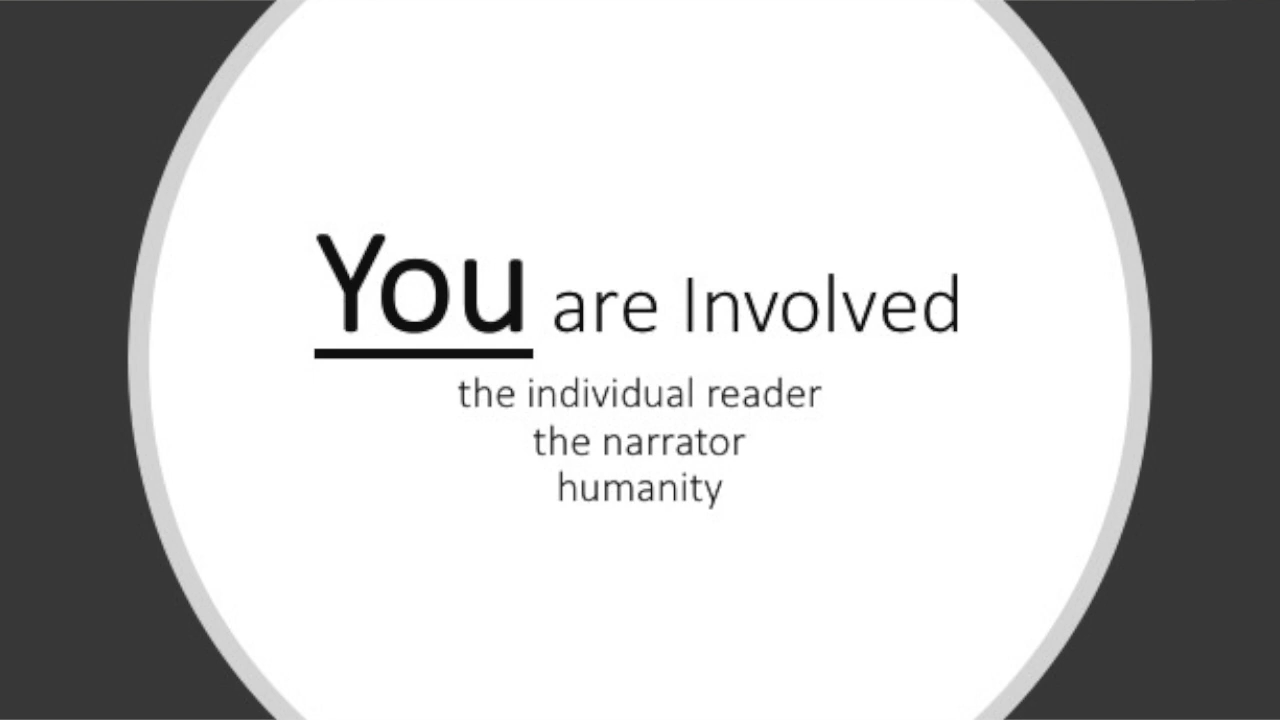 You are Involved
the individual reader
the narrator
humanity